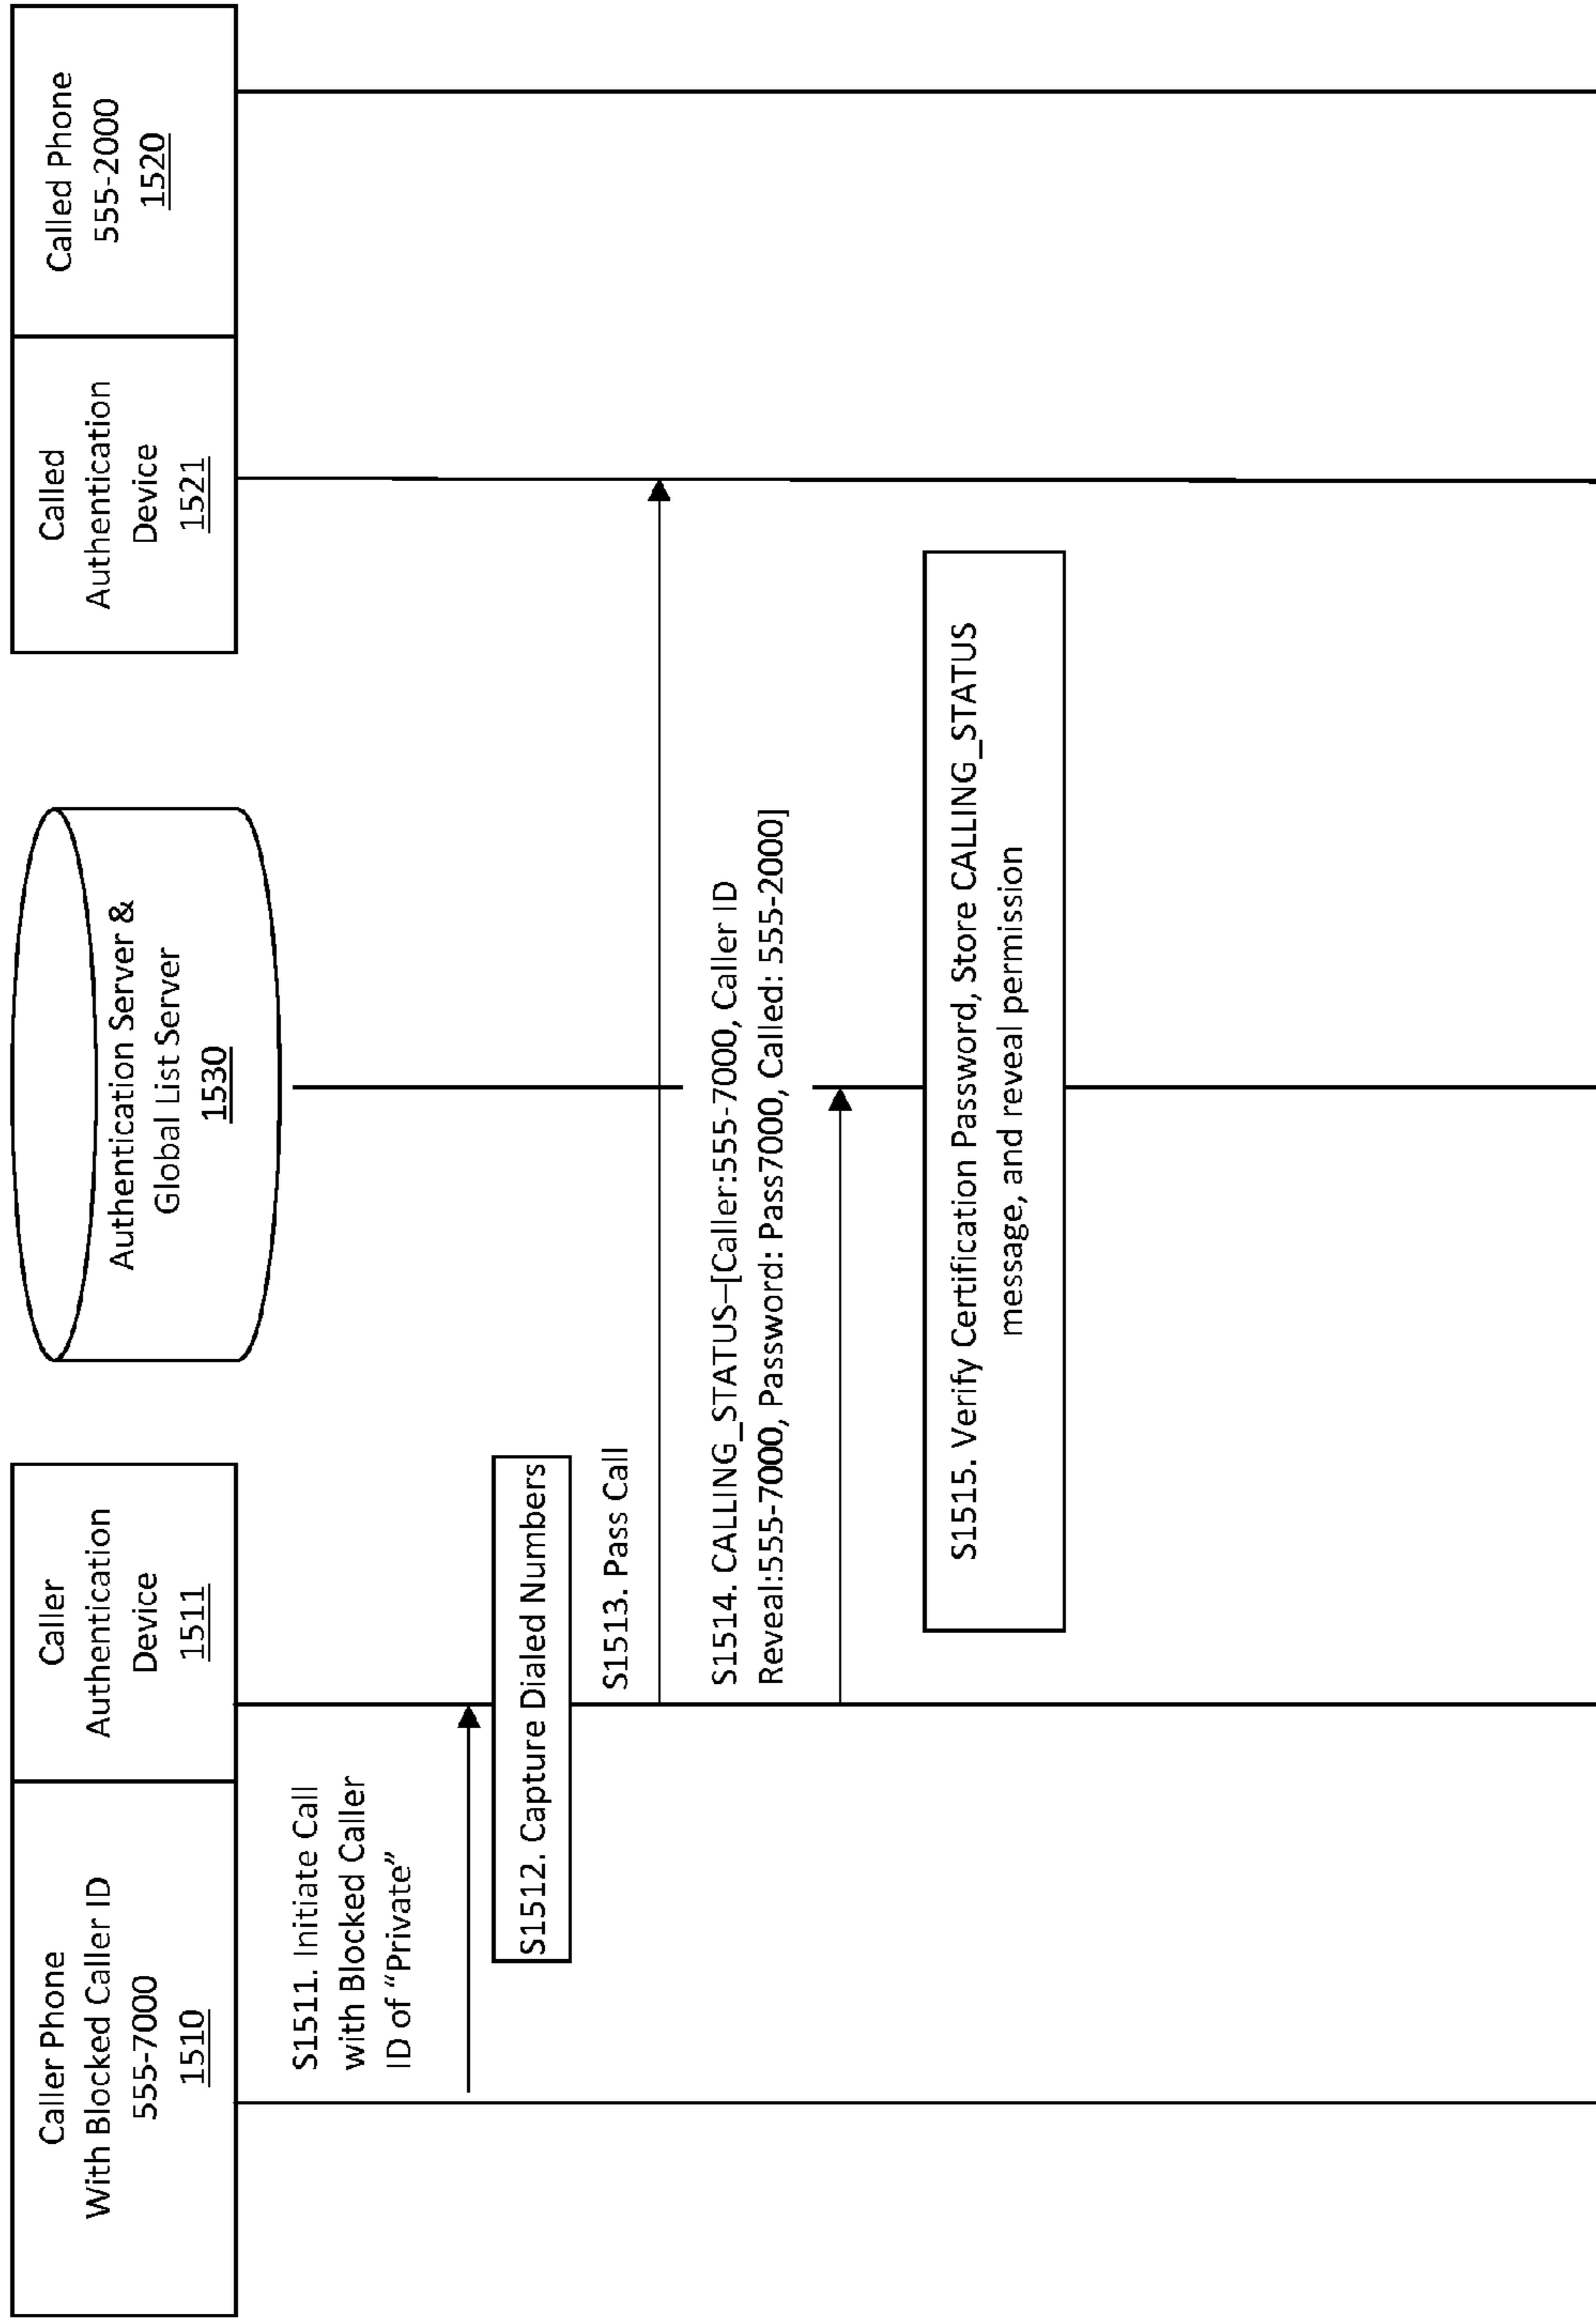 Caller Phone
With Blocked Caller ID
555-7000
1510
Caller
Authentication
Device
1511
Authentication Server &
Global List Server
1530
Called
Authentication
Device
1521
Called Phone
555-2000
1520
S1511. Initiate Call
with Blocked Caller
ID of “Private”
S1512. Capture Dialed Numbers
S1513. Pass Call
S1514. CALLING_STATUS–[Caller:555-7000, Caller ID
Reveal:555-7000, Password: Pass7000, Called: 555-2000]
S1515. Verify Certification Password, Store CALLING_STATUS
message, and reveal permission